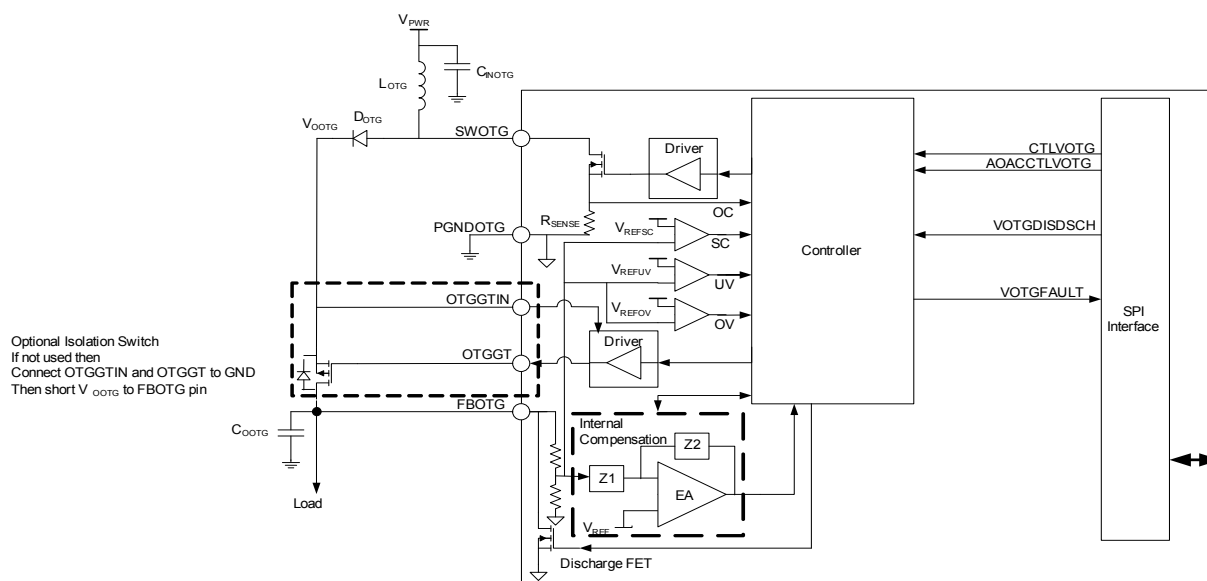 VPWR
LOTG
CINOTG
VOOTG
DOTG
SWOTG
Driver
CTLVOTG
AOACCTLVOTG
OC
RSENSE
PGNDOTG
VREFSC
SC
Controller
VOTGDISDSCH
VREFUV
UV
OTGGTIN
VREFOV
OV
VOTGFAULT
SPI
Interface
Optional Isolation Switch
If not used then
Connect OTGGTIN and OTGGT to GND
Then short V OOTG to FBOTG pin
OTGGT
Driver
FBOTG
Internal
Compensation
COOTG
Z2
Z1
EA
Load
VREF
Discharge FET